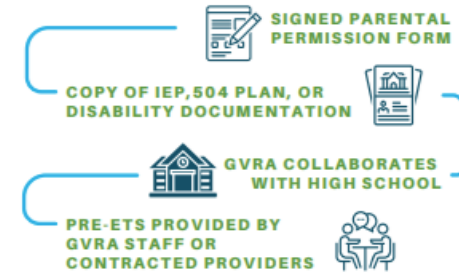 SIGNED PARENTAL
PERMISSION FORM
COPY OF IEP,504 PLAN, OR
DISABILITY DOCUMENTATION
GVRA COLLABORATES
WITH HIGH SCHOOL
PRE-ETS PROVIDED BY
GVRA STAFF OR
CONTRACTED PROVIDERS